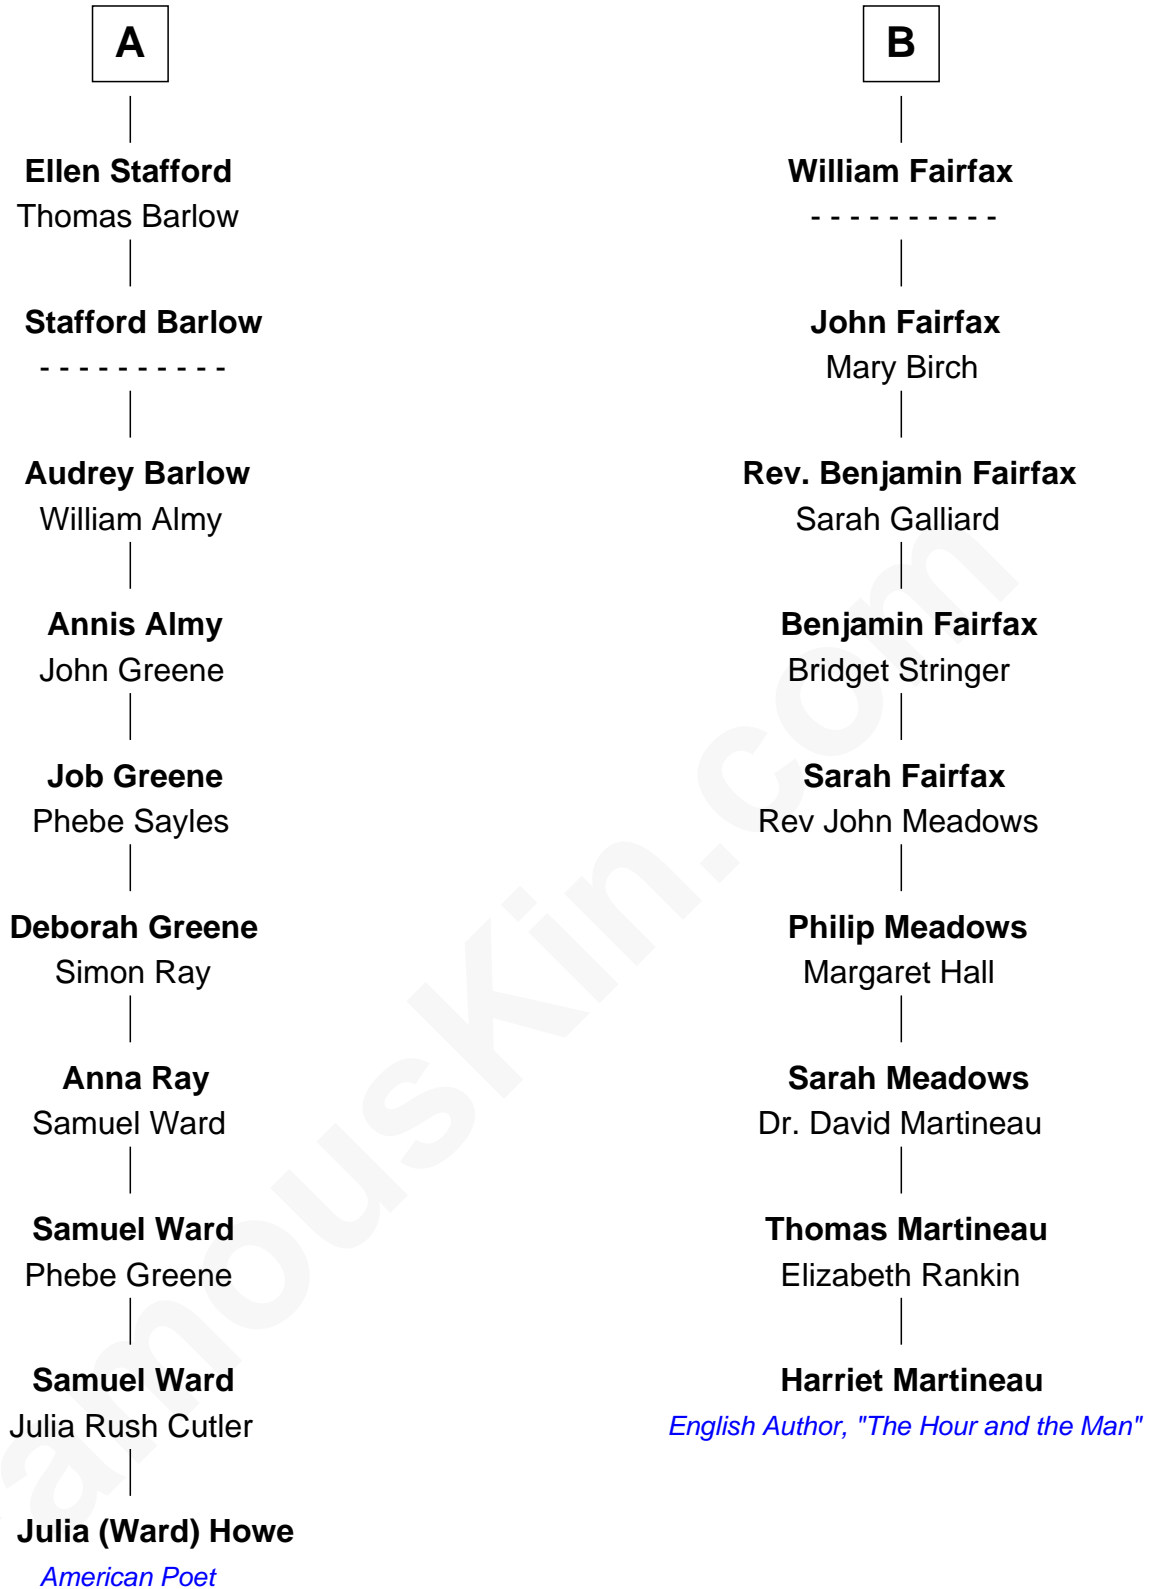 A
Ellen Stafford
Thomas Barlow
Stafford Barlow
- - - - - - - - - -
Audrey Barlow
William Almy
Annis Almy
John Greene
Job Greene
Phebe Sayles
Deborah Greene
Simon Ray
Anna Ray
Samuel Ward
Samuel Ward
Phebe Greene
Samuel Ward
Julia Rush Cutler
Julia (Ward) Howe
American Poet
B
William Fairfax
- - - - - - - - - -
John Fairfax
Mary Birch
Rev. Benjamin Fairfax
Sarah Galliard
Benjamin Fairfax
Bridget Stringer
Sarah Fairfax
Rev John Meadows
Philip Meadows
Margaret Hall
Sarah Meadows
Dr. David Martineau
Thomas Martineau
Elizabeth Rankin
Harriet Martineau
English Author, "The Hour and the Man"
amouskin.com